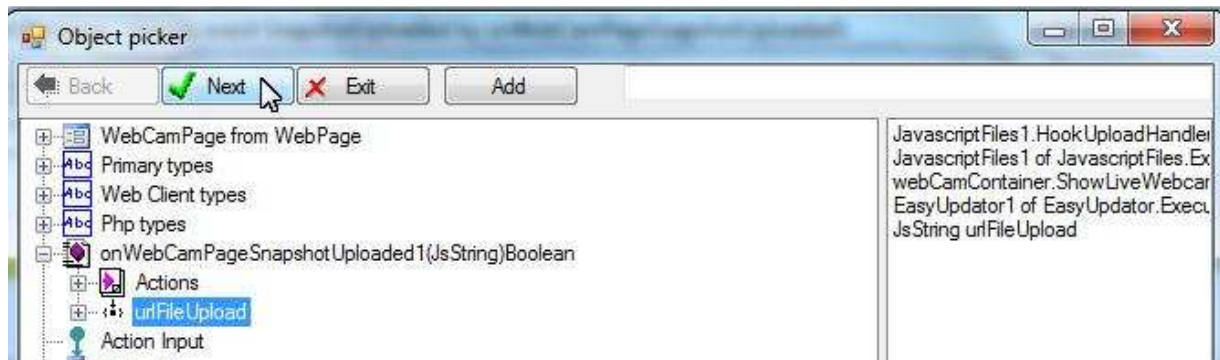 Object picker
Back Next Exit Add
WebCamPage from WebPage
Primary types
Web Client types
Php types
onWebCamPageSnapshotUploaded1(JsString)Boolean
Actions
urlFileUpload
Action Input
JavascriptFiles1.HookUploadHandler
JavascriptFiles1 of JavascriptFiles.Ex
webCamContainer.ShowLiveWebcam
EasyUpdator1 of EasyUpdator.Execu
JsString urlFileUpload